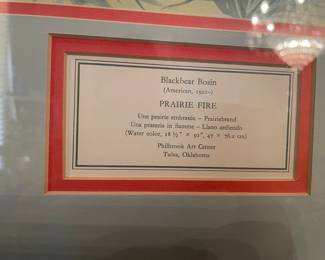 Blackbear Bosin
(American, 1921-)
PRAIRIE FIRE
Une prairie embrasée – Prairiebrand
Una prateria in fiamme – Llano ardiendo
(Water color, 18 ½" × 30", 47 × 76.2 cm)
Philbrook Art Center
Tulsa, Oklahoma